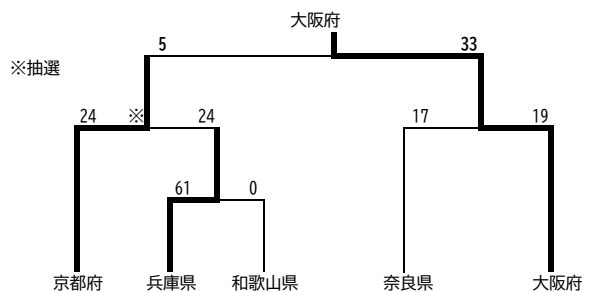 大阪府
5 33
※抽選
24 ※ 24 17 19
61 0
京都府 兵庫県 和歌山県 奈良県 大阪府